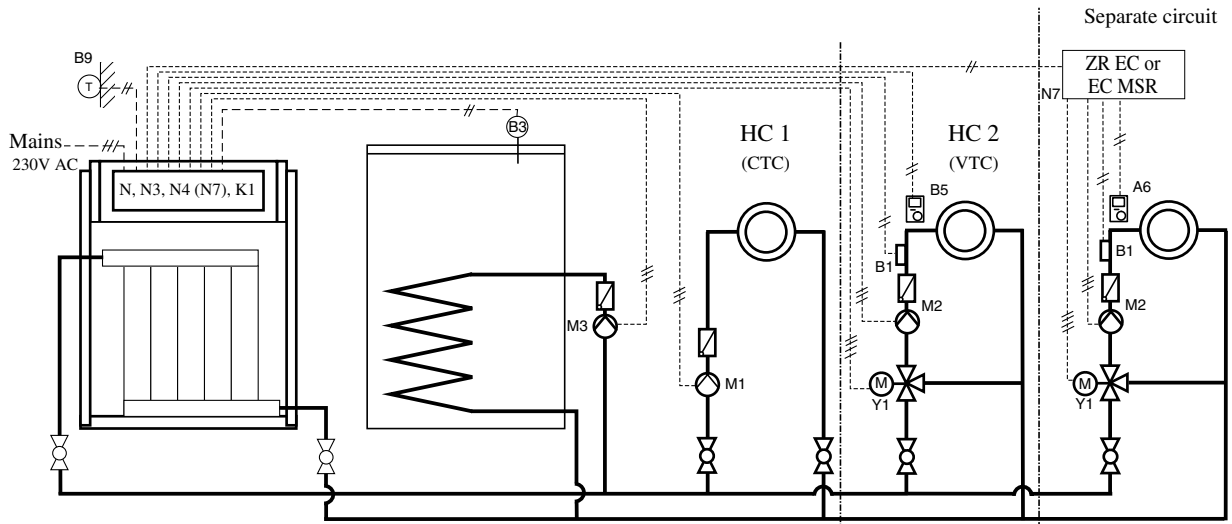 Separate circuit
B9
T
ZR EC or
EC MSR
N7
B3
Mains
230V AC
HC 1
(CTC)
HC 2
(VTC)
N, N3, N4 (N7), K1
B5
A6
B1
B1
M3
M2
M2
M1
M
Y1
M
Y1